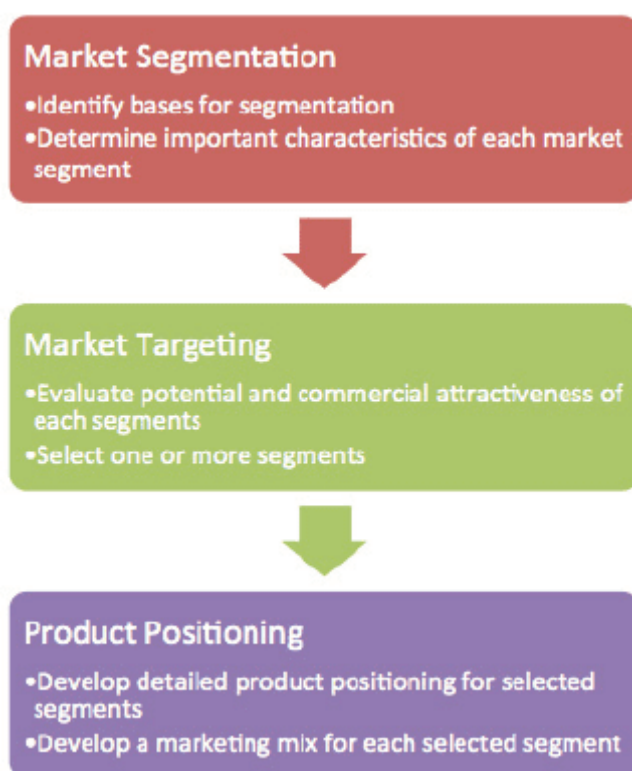 Market Segmentation
•Identify bases for segmentation
•Determine important characteristics of each market
segment
Market Targeting
•Evaluate potential and commercial attractiveness of
each segments
•Select one or more segments
Product Positioning
•Develop detailed product positioning for selected
segments
•Develop a marketing mix for each selected segment